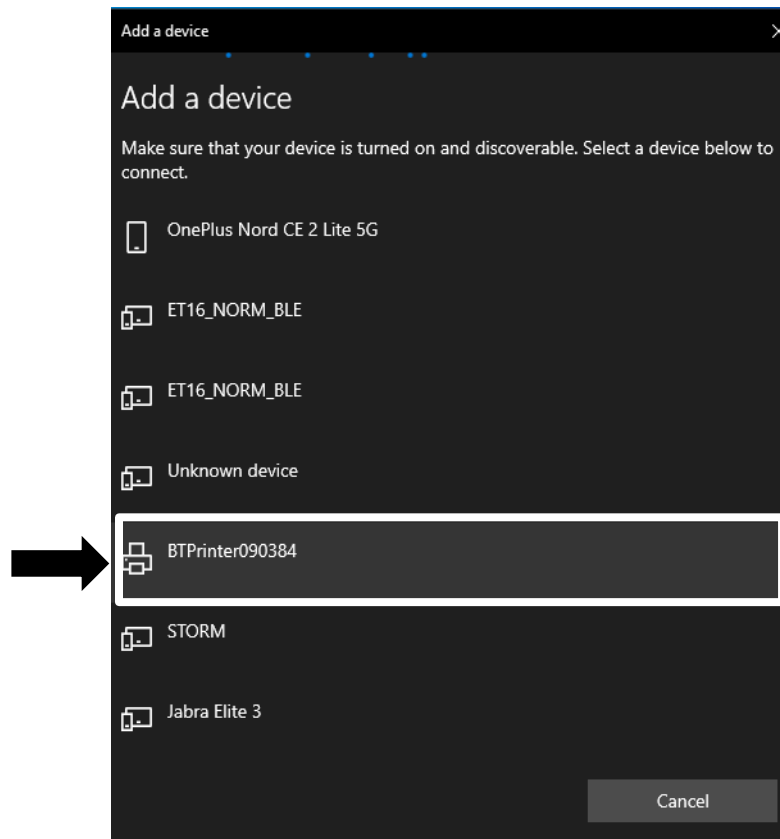 Add a device
Add a device
Make sure that your device is turned on and discoverable. Select a device below to
connect.
OnePlus Nord CE 2 Lite 5G
ET16_NORM_BLE
ET16_NORM_BLE
Unknown device
BTPrinter090384
STORM
Jabra Elite 3
Cancel